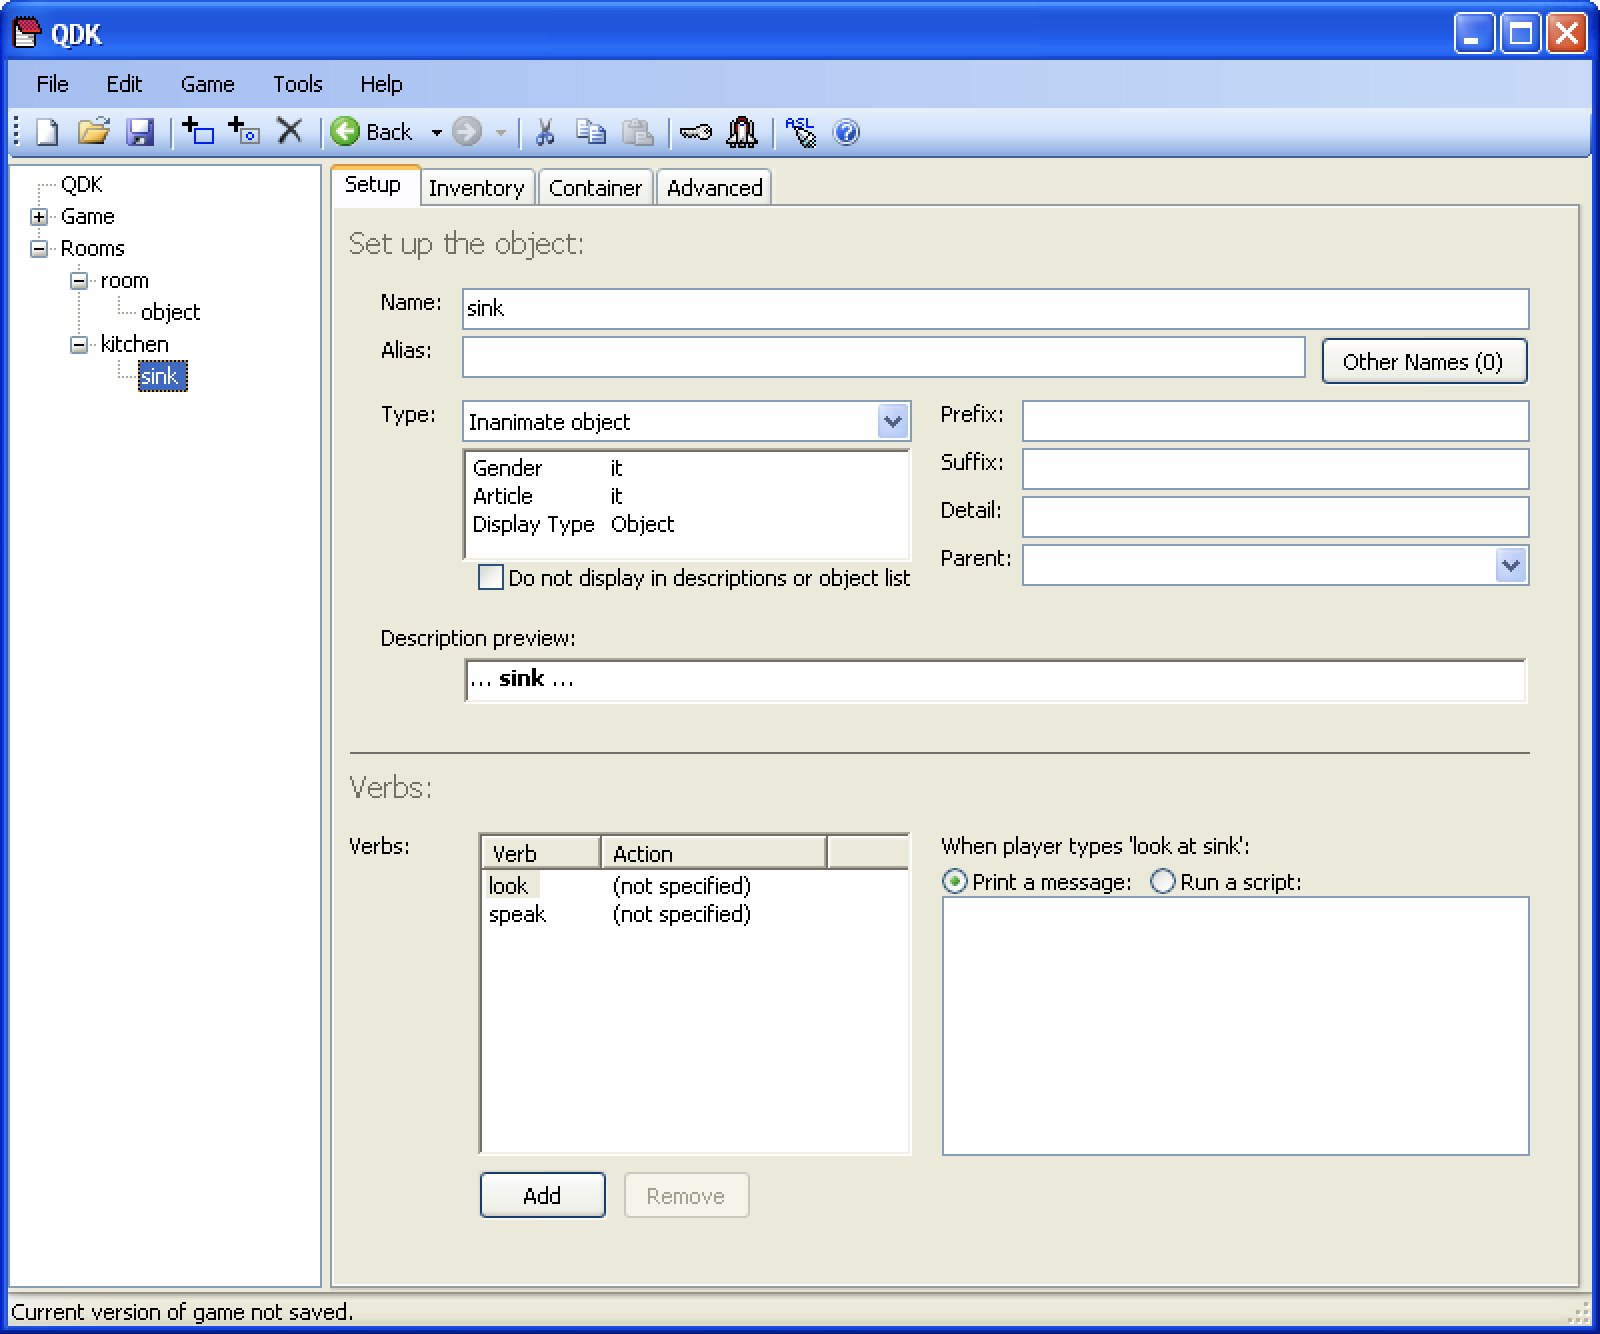 QDK
File Edit Game Tools Help
Back ASL
QDK
Game
Rooms
room
object
kitchen
sink
Setup Inventory Container Advanced
Set up the object:
Name: sink
Alias: Other Names (0)
Type: Inanimate object Prefix:
Gender it
Article it
Display Type Object
Suffix:
Detail:
Parent:
Do not display in descriptions or object list
Description preview:
... sink ...
Verbs:
Verbs:
Verb Action
look (not specified)
speak (not specified)
When player types 'look at sink':
Print a message: Run a script:
Add Remove
Current version of game not saved.